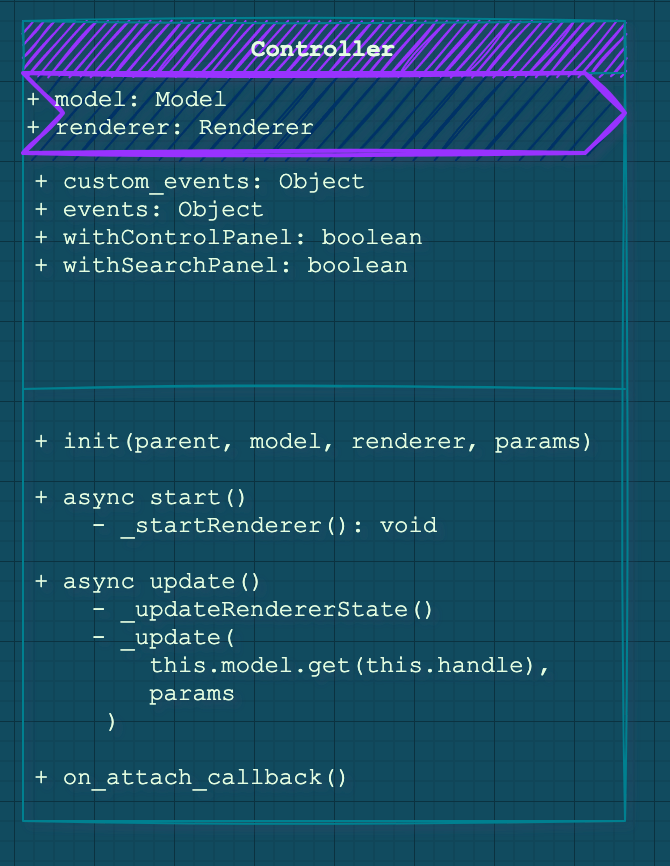 Controller
+ model: Model
+ renderer: Renderer
+ custom_events: Object
+ events: Object
+ withControlPanel: boolean
+ withSearchPanel: boolean
+ init(parent, model, renderer, params)
+ async start()
- _startRenderer(): void
+ async update()
- _updateRendererState()
- _update(
this.model.get(this.handle),
params
)
+ on_attach_callback()